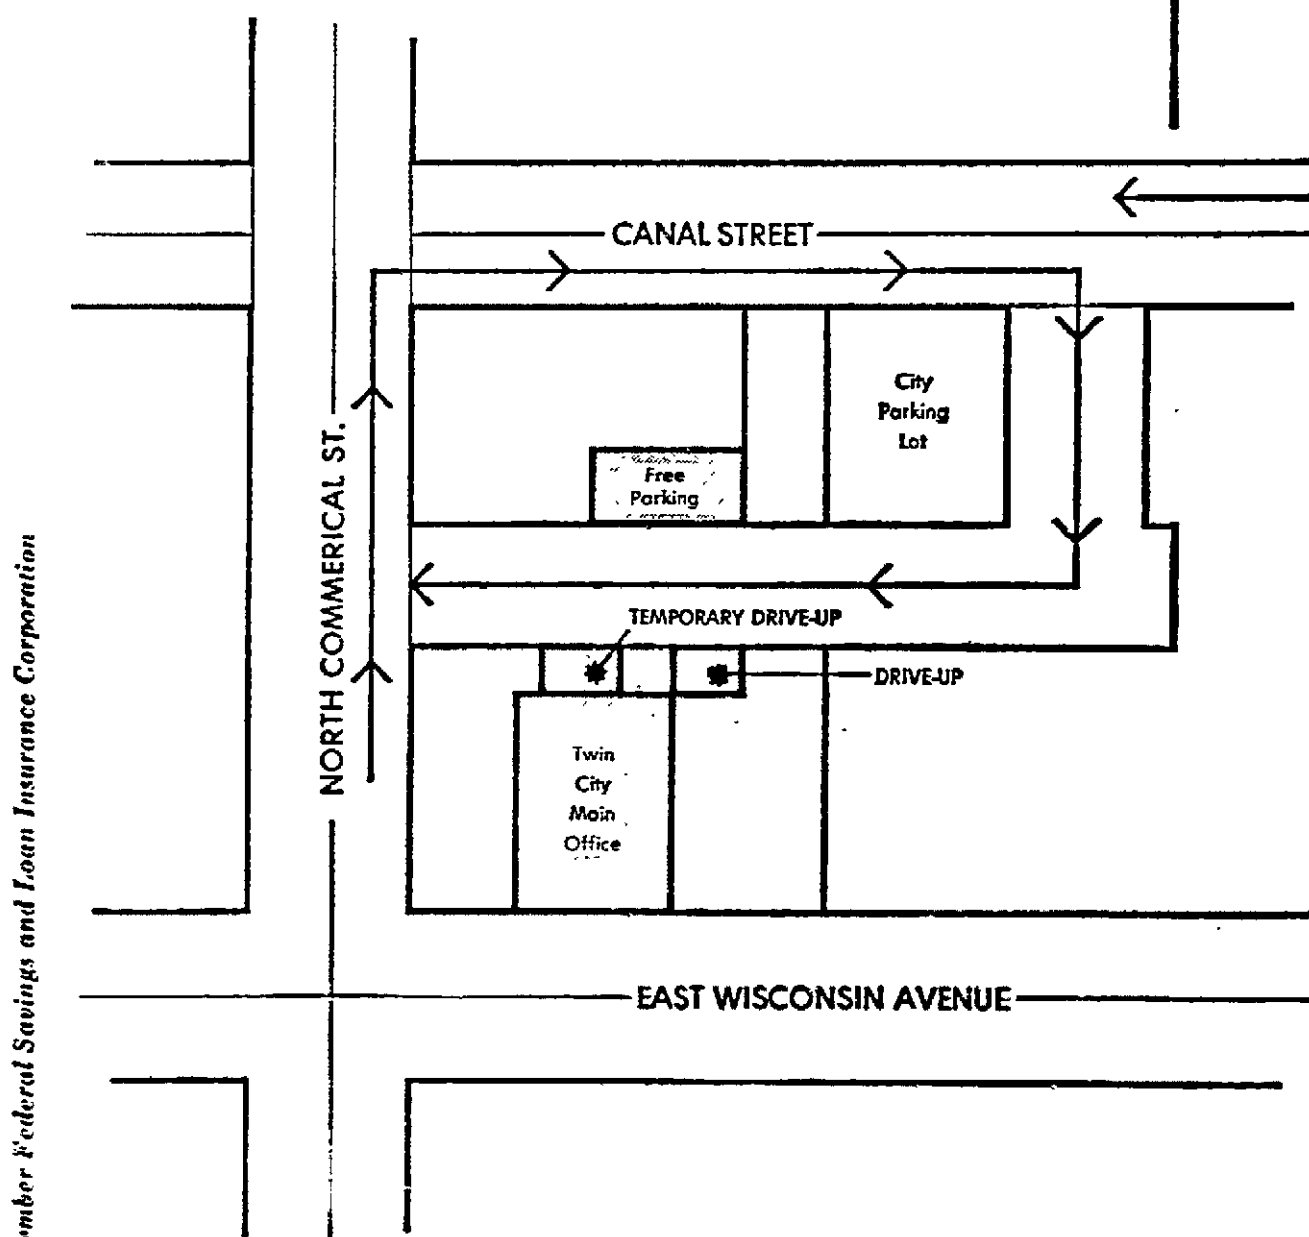 CANAL STREET
City
Parking
Lot
Free
Parking
NORTH COMMERICAL ST.
TEMPORARY DRIVE-UP
DRIVE-UP
Twin
City
Main
Office
EAST WISCONSIN AVENUE
Federal Savings and Loan Insurance Corporation